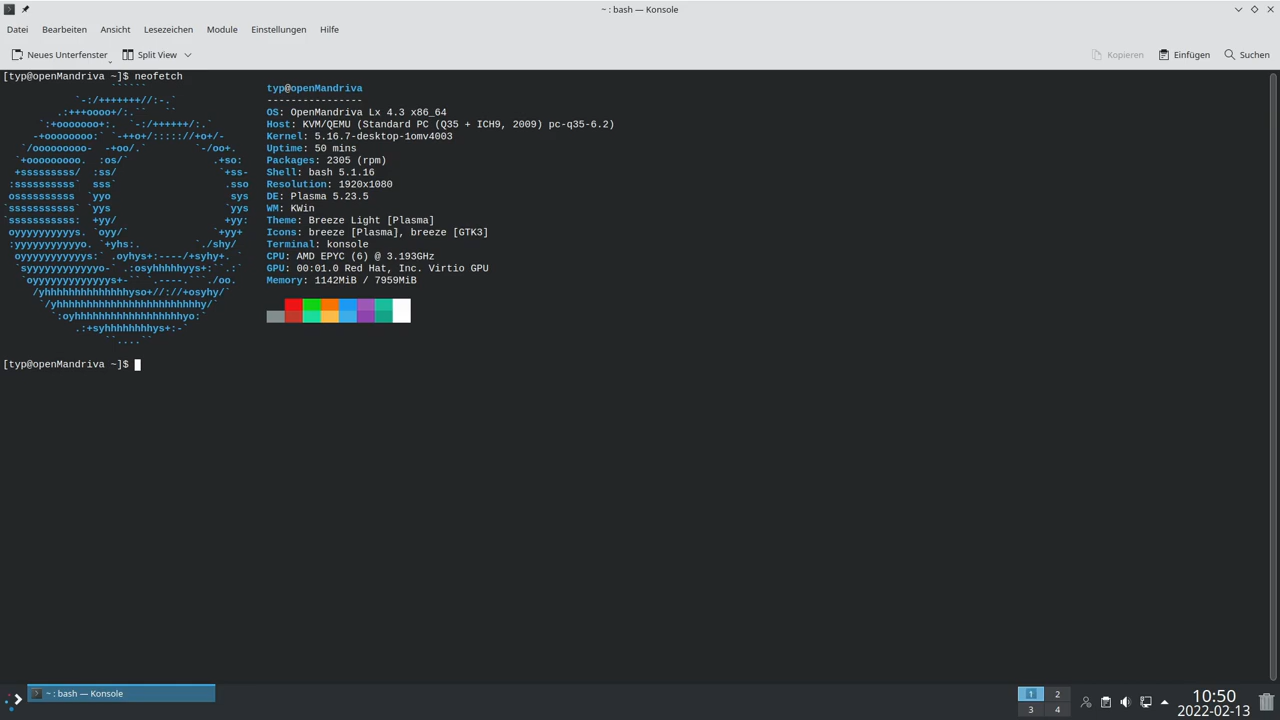 ~ : bash — Konsole
Datei Bearbeiten Ansicht Lesezeichen Module Einstellungen Hilfe
Neues Unterfenster Split View Kopieren Einfügen Suchen
[typ@openMandriva ~]$ neofetch
typ@openMandriva
----------------
OS: OpenMandriva Lx 4.3 x86_64
Host: KVM/QEMU (Standard PC (Q35 + ICH9, 2009) pc-q35-6.2)
Kernel: 5.16.7-desktop-1omv4003
Uptime: 50 mins
Packages: 2305 (rpm)
Shell: bash 5.1.16
Resolution: 1920x1080
DE: Plasma 5.23.5
WM: KWin
Theme: Breeze Light [Plasma]
Icons: breeze [Plasma], breeze [GTK3]
Terminal: konsole
CPU: AMD EPYC (6) @ 3.193GHz
GPU: 00:01.0 Red Hat, Inc. Virtio GPU
Memory: 1142MiB / 7959MiB
[typ@openMandriva ~]$
~ : bash — Konsole
1 2
3 4
10:50
2022-02-13